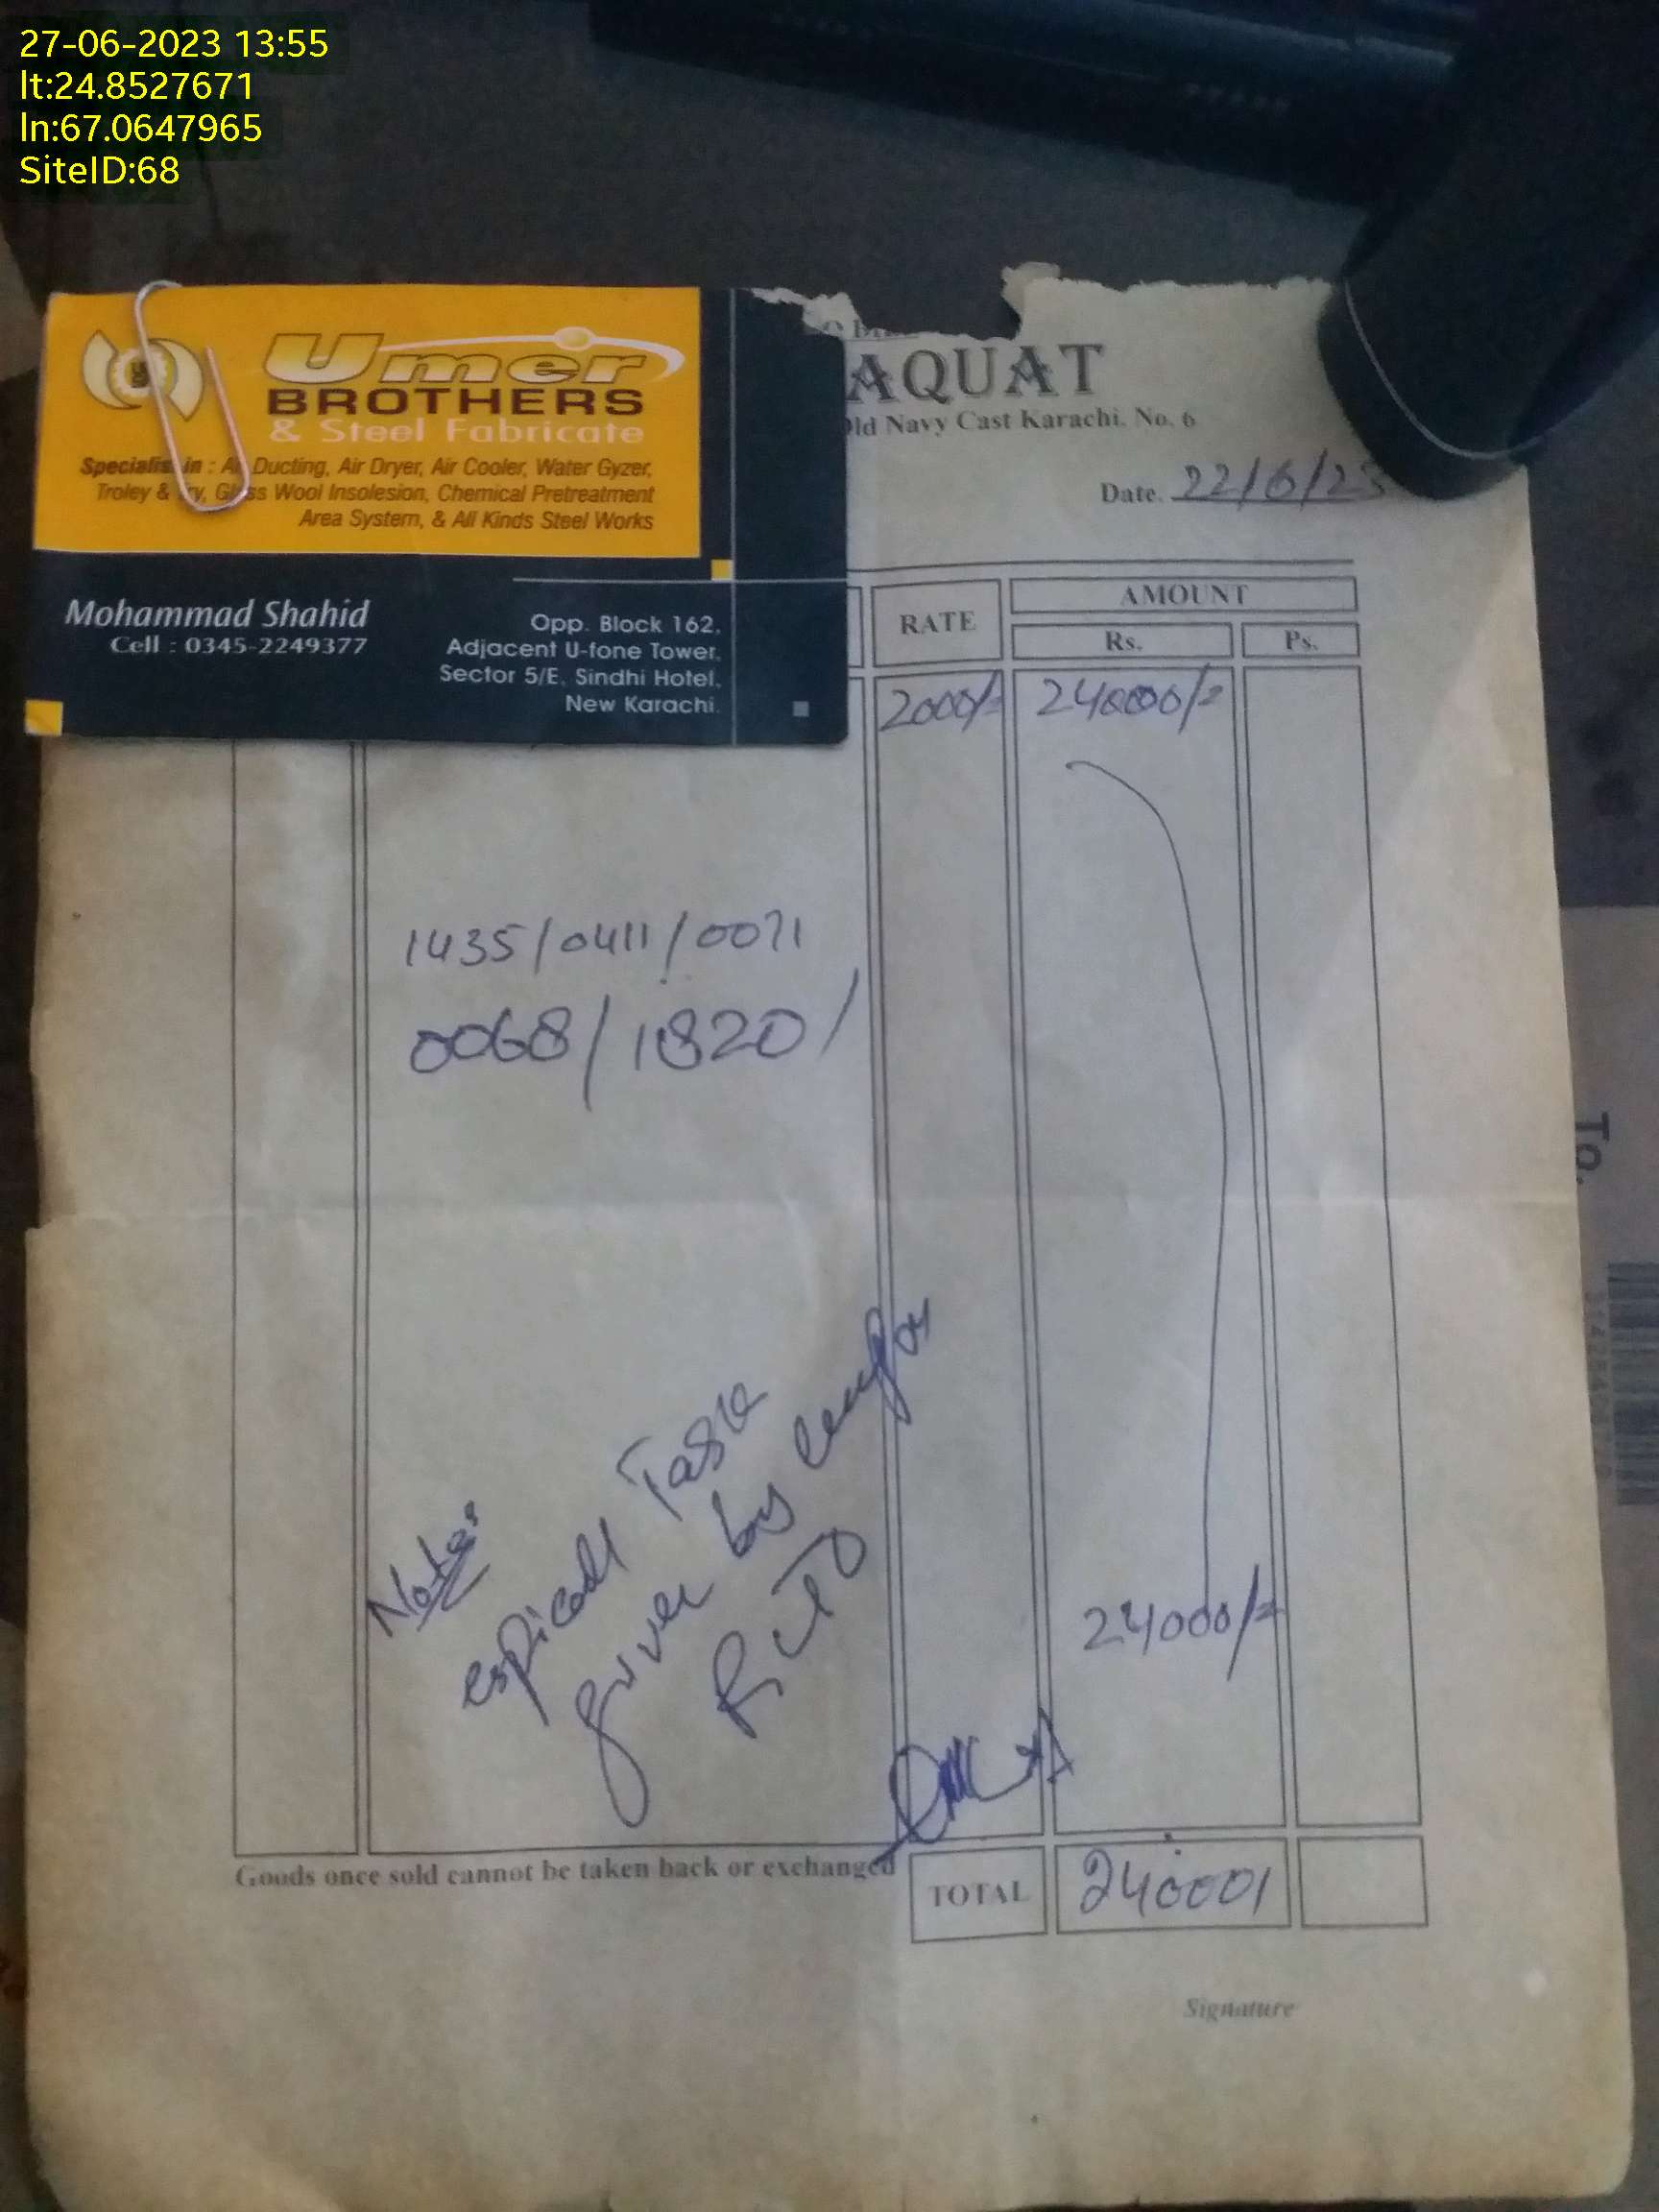 27-06-2023 13:55
lt:24.8527671
ln:67.0647965
SiteID:68
Umer
BROTHERS
& Steel Fabricate
Specialist in : Air Ducting, Air Dryer, Air Cooler, Water Gyzer,
Troley & Try, Glass Wool Insolesion, Chemical Pretreatment
Area System, & All Kinds Steel Works
Mohammad Shahid
Cell : 0345-2249377
Opp. Block 162,
Adjacent U-fone Tower,
Sector 5/E, Sindhi Hotel,
New Karachi.
AQUAT
Old Navy Cast Karachi. No. 6
Date. 22/6/23
RATE
AMOUNT
Rs.
Ps.
2000/=
1435/0411/0071
0068/1820/
Note:
Task
given by
24000/=
Goods once sold cannot be taken back or exchanged
TOTAL
24000/
Signature
To.